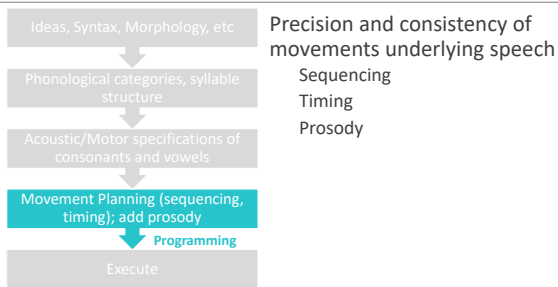 Ideas, Syntax, Morphology, etc
Phonological categories, syllable
structure
Acoustic/Motor specifications of
consonants and vowels
Movement Planning (sequencing,
timing); add prosody
Programming
Execute
Precision and consistency of
movements underlying speech
Sequencing
Timing
Prosody